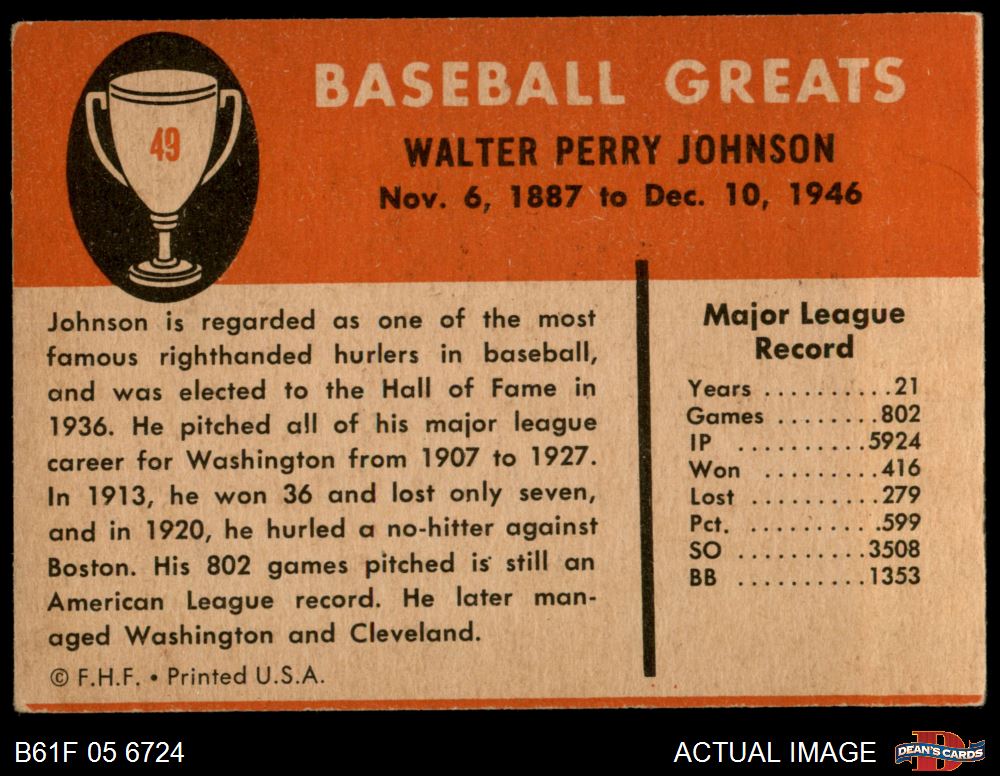 49
BASEBALL GREATS
WALTER PERRY JOHNSON
Nov. 6, 1887 to Dec. 10, 1946
Johnson is regarded as one of the most
famous righthanded hurlers in baseball,
and was elected to the Hall of Fame in
1936. He pitched all of his major league
career for Washington from 1907 to 1927.
In 1913, he won 36 and lost only seven,
and in 1920, he hurled a no-hitter against
Boston. His 802 games pitched is still an
American League record. He later man-
aged Washington and Cleveland.
© F.H.F. • Printed U.S.A.
Major League
Record
Years ..........21
Games ........802
IP ..........5924
Won .........416
Lost ..........279
Pct. ..........599
SO ..........3508
BB ..........1353
B61F 05 6724
ACTUAL IMAGE
DEAN'S CARDS